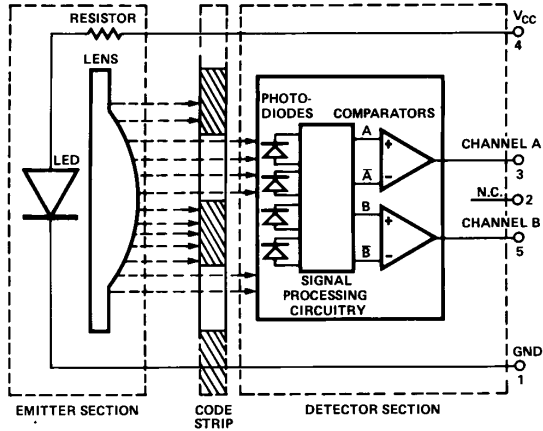 RESISTOR
V_CC
4
LENS
PHOTO-
DIODES
COMPARATORS
LED
A
+
CHANNEL A
3
A̅
−
N.C.
2
B
+
CHANNEL B
5
B̅
−
SIGNAL
PROCESSING
CIRCUITRY
GND
1
EMITTER SECTION
CODE
STRIP
DETECTOR SECTION